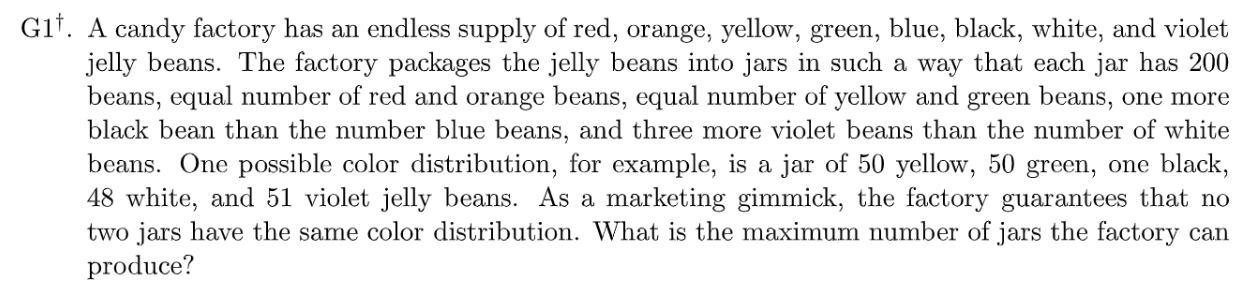 G1†. A candy factory has an endless supply of red, orange, yellow, green, blue, black, white, and violet
jelly beans. The factory packages the jelly beans into jars in such a way that each jar has 200
beans, equal number of red and orange beans, equal number of yellow and green beans, one more
black bean than the number blue beans, and three more violet beans than the number of white
beans. One possible color distribution, for example, is a jar of 50 yellow, 50 green, one black,
48 white, and 51 violet jelly beans. As a marketing gimmick, the factory guarantees that no
two jars have the same color distribution. What is the maximum number of jars the factory can
produce?